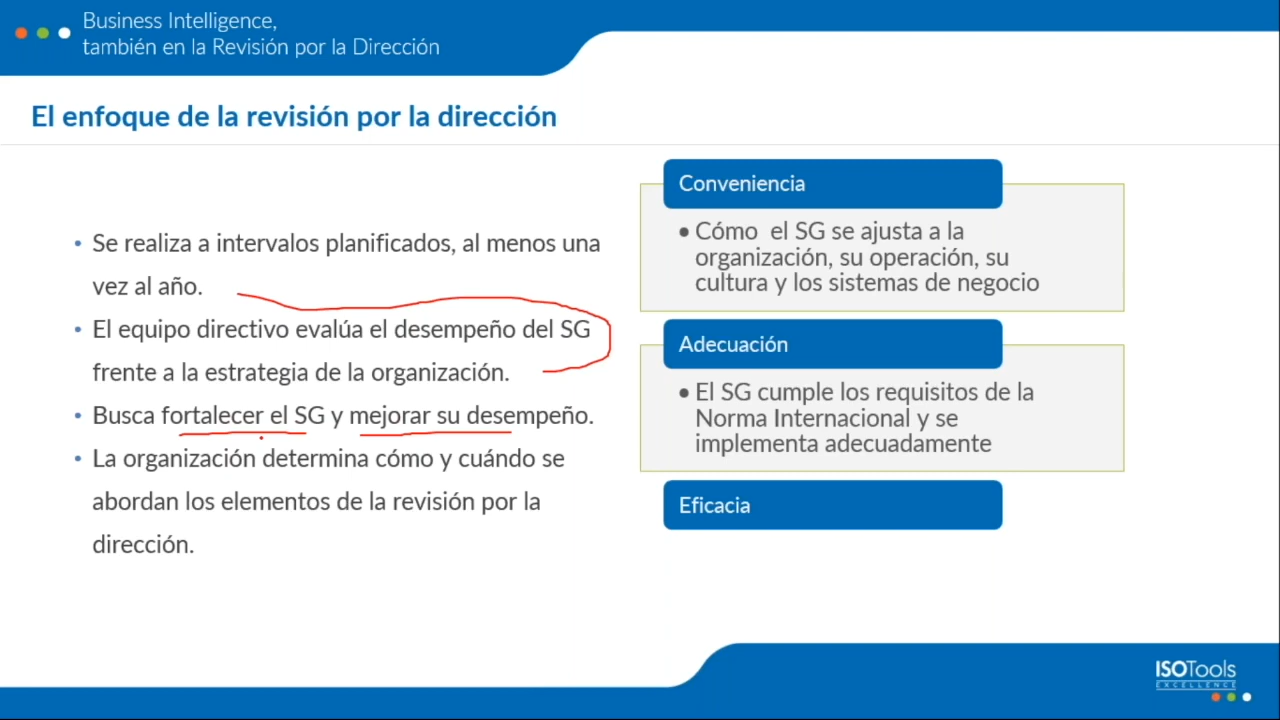 Business Intelligence,
también en la Revisión por la Dirección
El enfoque de la revisión por la dirección
• Se realiza a intervalos planificados, al menos una
vez al año.
• El equipo directivo evalúa el desempeño del SG
frente a la estrategia de la organización.
• Busca fortalecer el SG y mejorar su desempeño.
• La organización determina cómo y cuándo se
abordan los elementos de la revisión por la
dirección.
Conveniencia
• Cómo el SG se ajusta a la
organización, su operación, su
cultura y los sistemas de negocio
Adecuación
• El SG cumple los requisitos de la
Norma Internacional y se
implementa adecuadamente
Eficacia
ISOTools
EXCELLENCE